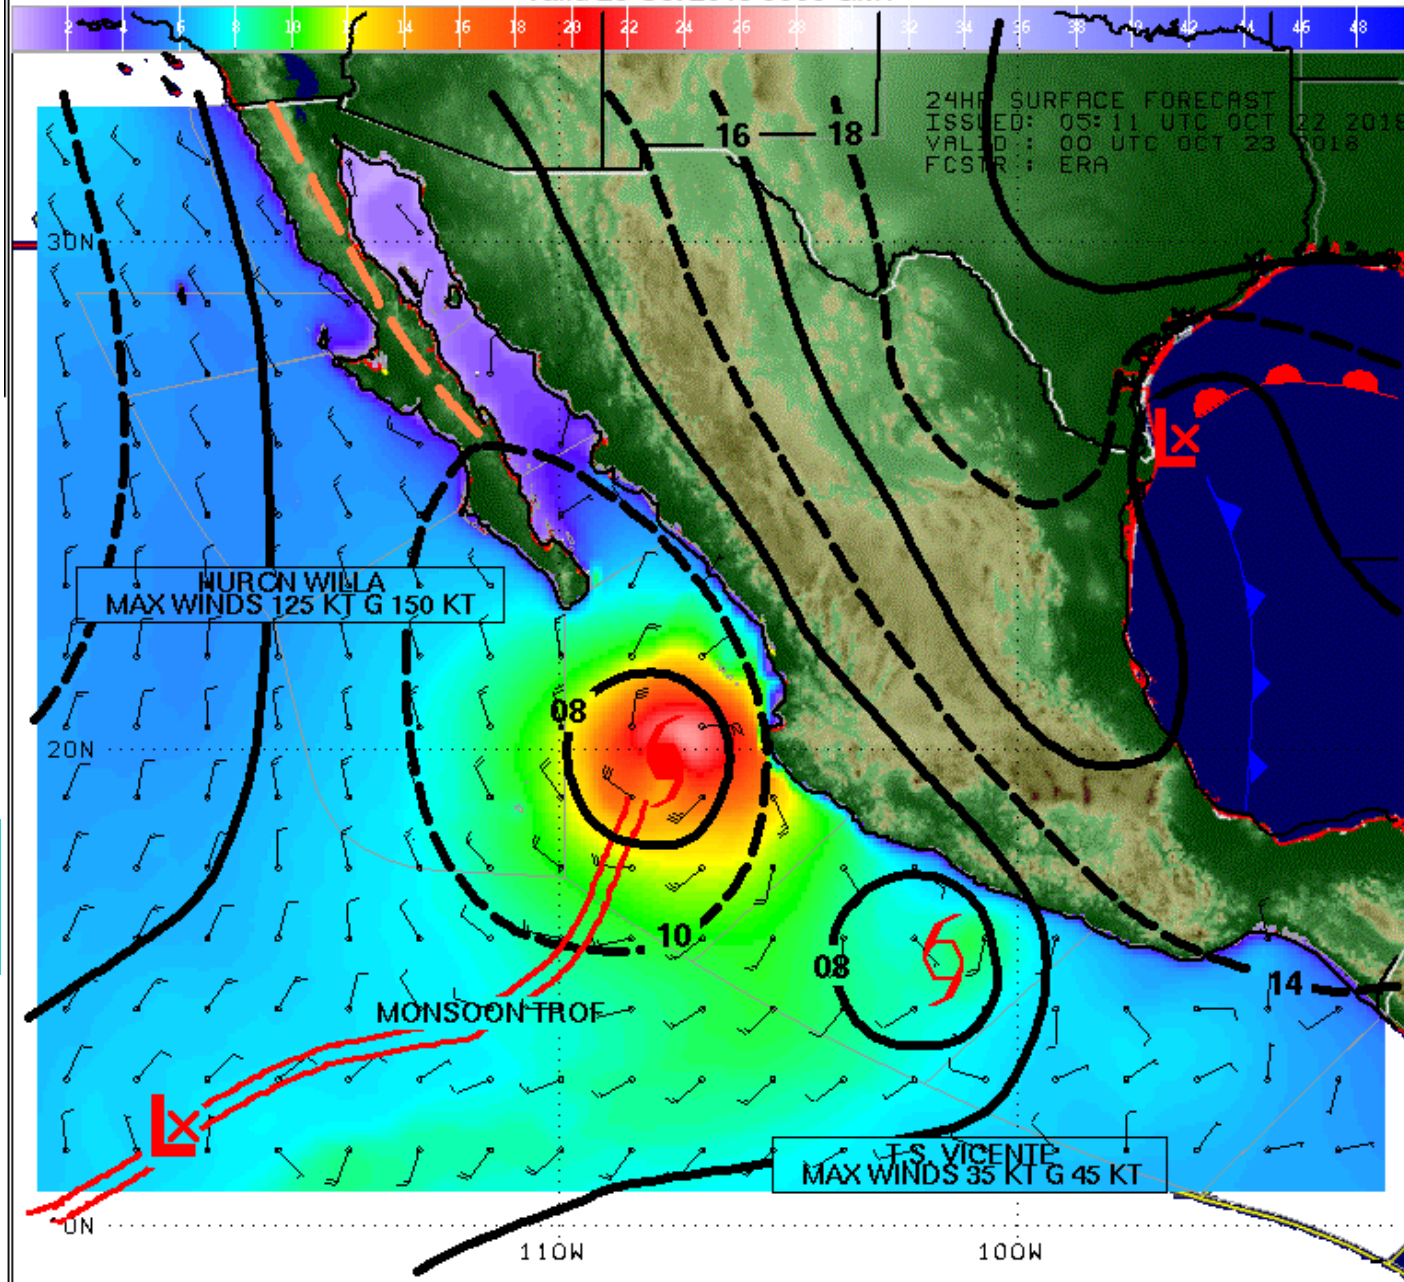 2 4 6 8 10 12 14 16 18 20 22 24 26 28 32 34 36 38 40 42 44 46 48
24HR SURFACE FORECAST
ISSUED: 05:11 UTC OCT 22 2018
VALID : 00 UTC OCT 23 2018
FCSTR : ERA
16
18
30N
L
HURCN WILLA
MAX WINDS 125 KT G 150 KT
08
20N
10
08
14
MONSOON TROF
L
T.S. VICENTE
MAX WINDS 35 KT G 45 KT
0N
110W
100W